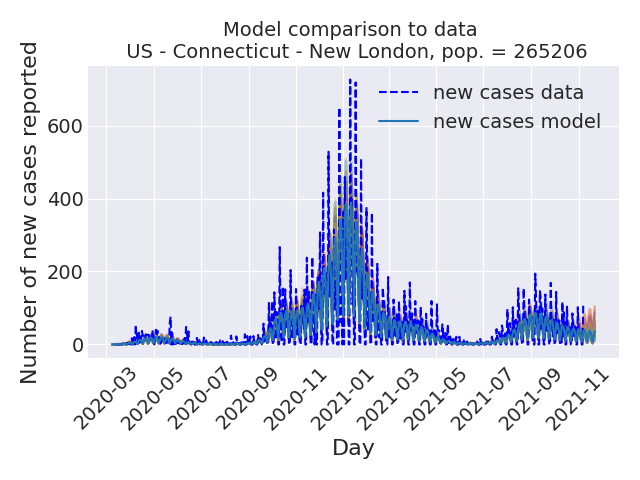 Model comparison to data
US - Connecticut - New London, pop. = 265206
new cases data
new cases model
Number of new cases reported
600
400
200
0
2020-03
2020-05
2020-07
2020-09
2020-11
2021-01
2021-03
2021-05
2021-07
2021-09
2021-11
Day